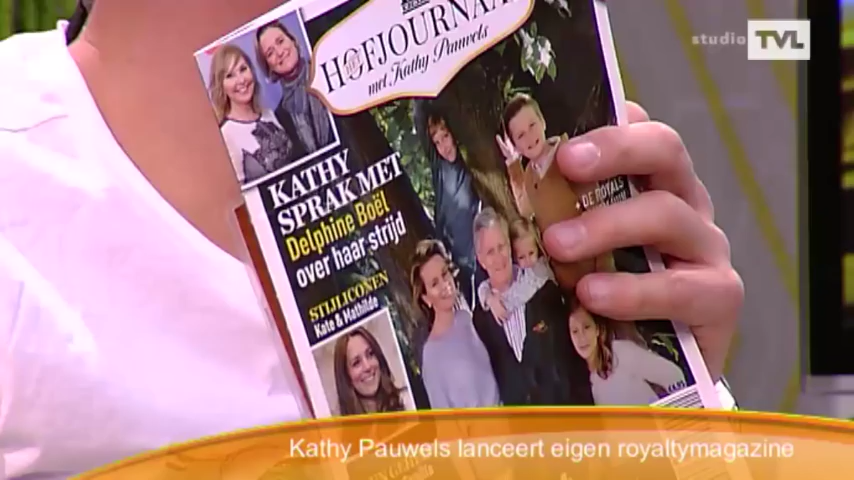 studio TVL
HET
HOFJOURNAAL
met Kathy Pauwels
KATHY
SPRAK MET
Delphine Boël
over haar strijd
STIJLICONEN
Kate & Mathilde
+ DE ROYALS
Kathy Pauwels lanceert eigen royaltymagazine